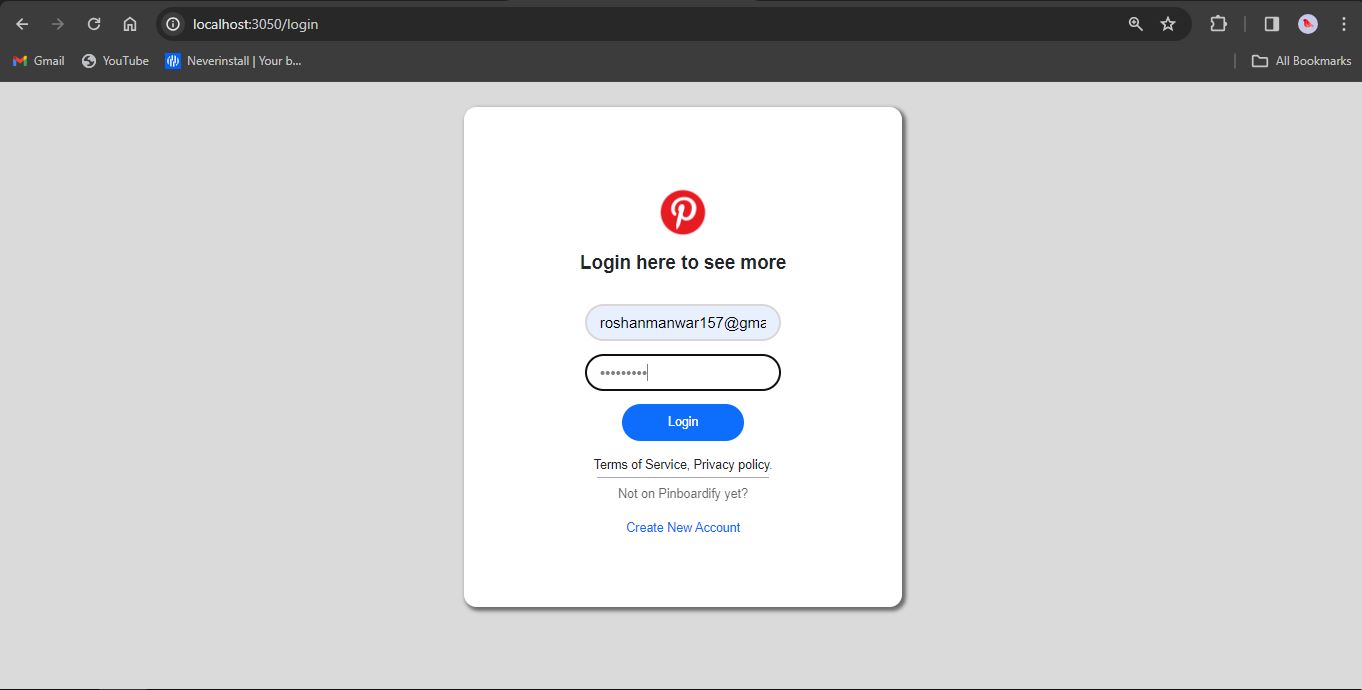 localhost:3050/login
Gmail YouTube Neverinstall | Your b... All Bookmarks
Login here to see more
roshanmanwar157@gma
•••••••••
Login
Terms of Service, Privacy policy.
Not on Pinboardify yet?
Create New Account